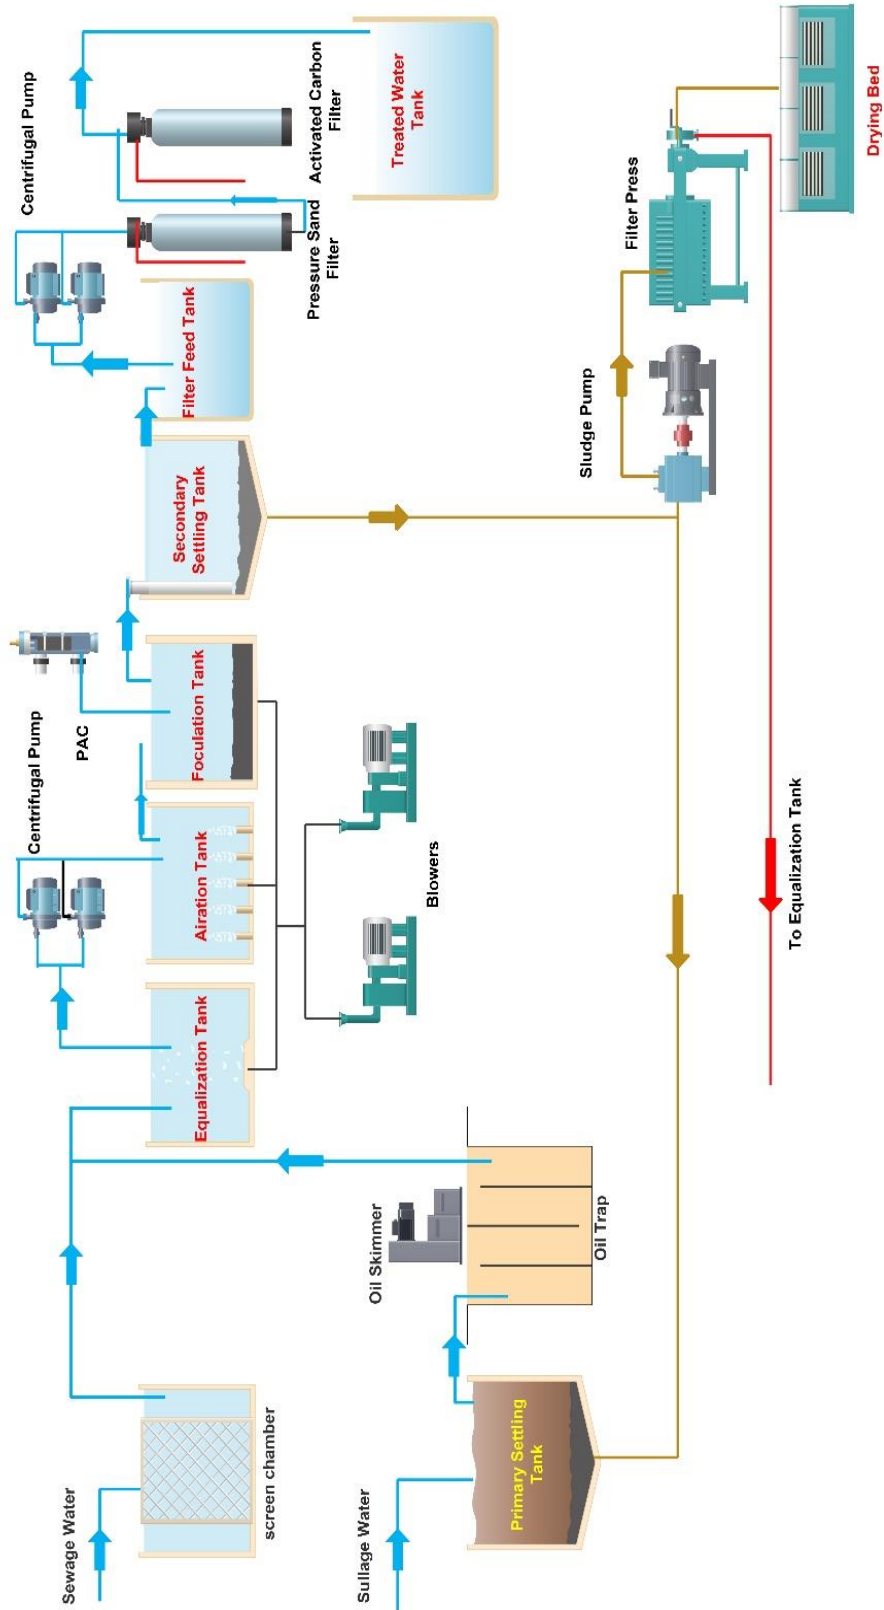 Sewage Water
screen chamber
Sullage Water
Primary Settling
Tank
Oil Skimmer
Oil Trap
Equalization Tank
Centrifugal Pump
Airation Tank
Blowers
PAC
Foculation Tank
Secondary
Settling Tank
Filter Feed Tank
Centrifugal Pump
Pressure Sand
Filter
Activated Carbon
Filter
Treated Water
Tank
Sludge Pump
Filter Press
Drying Bed
To Equalization Tank